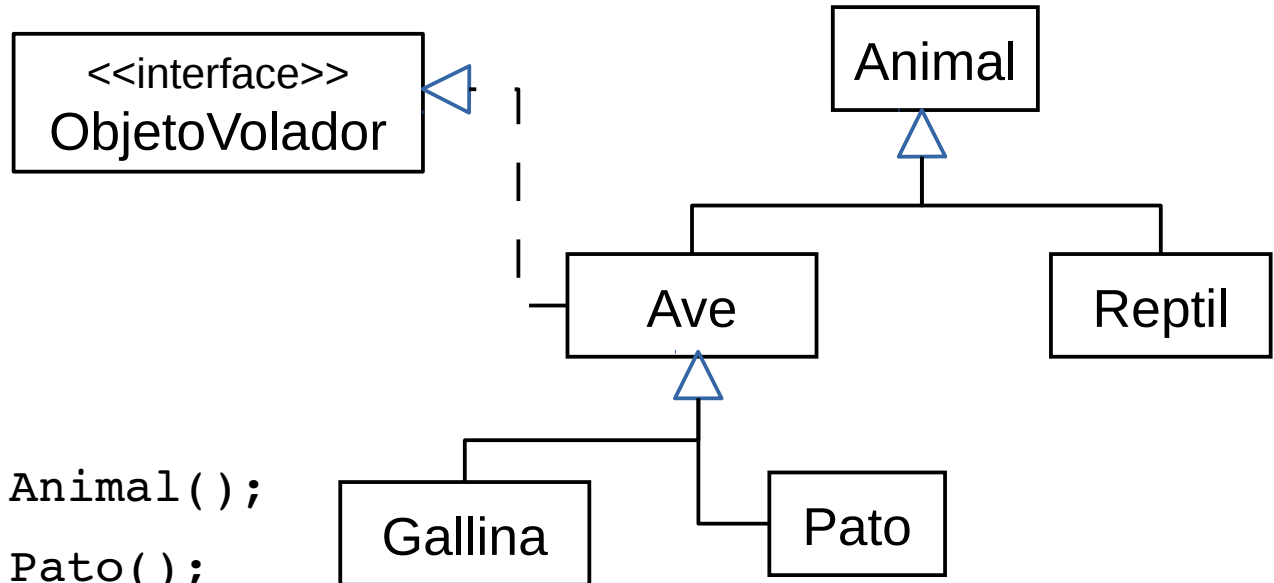 <<interface>>
ObjetoVolador
Animal
Ave
Reptil
Animal();
Gallina
Pato
Pato();